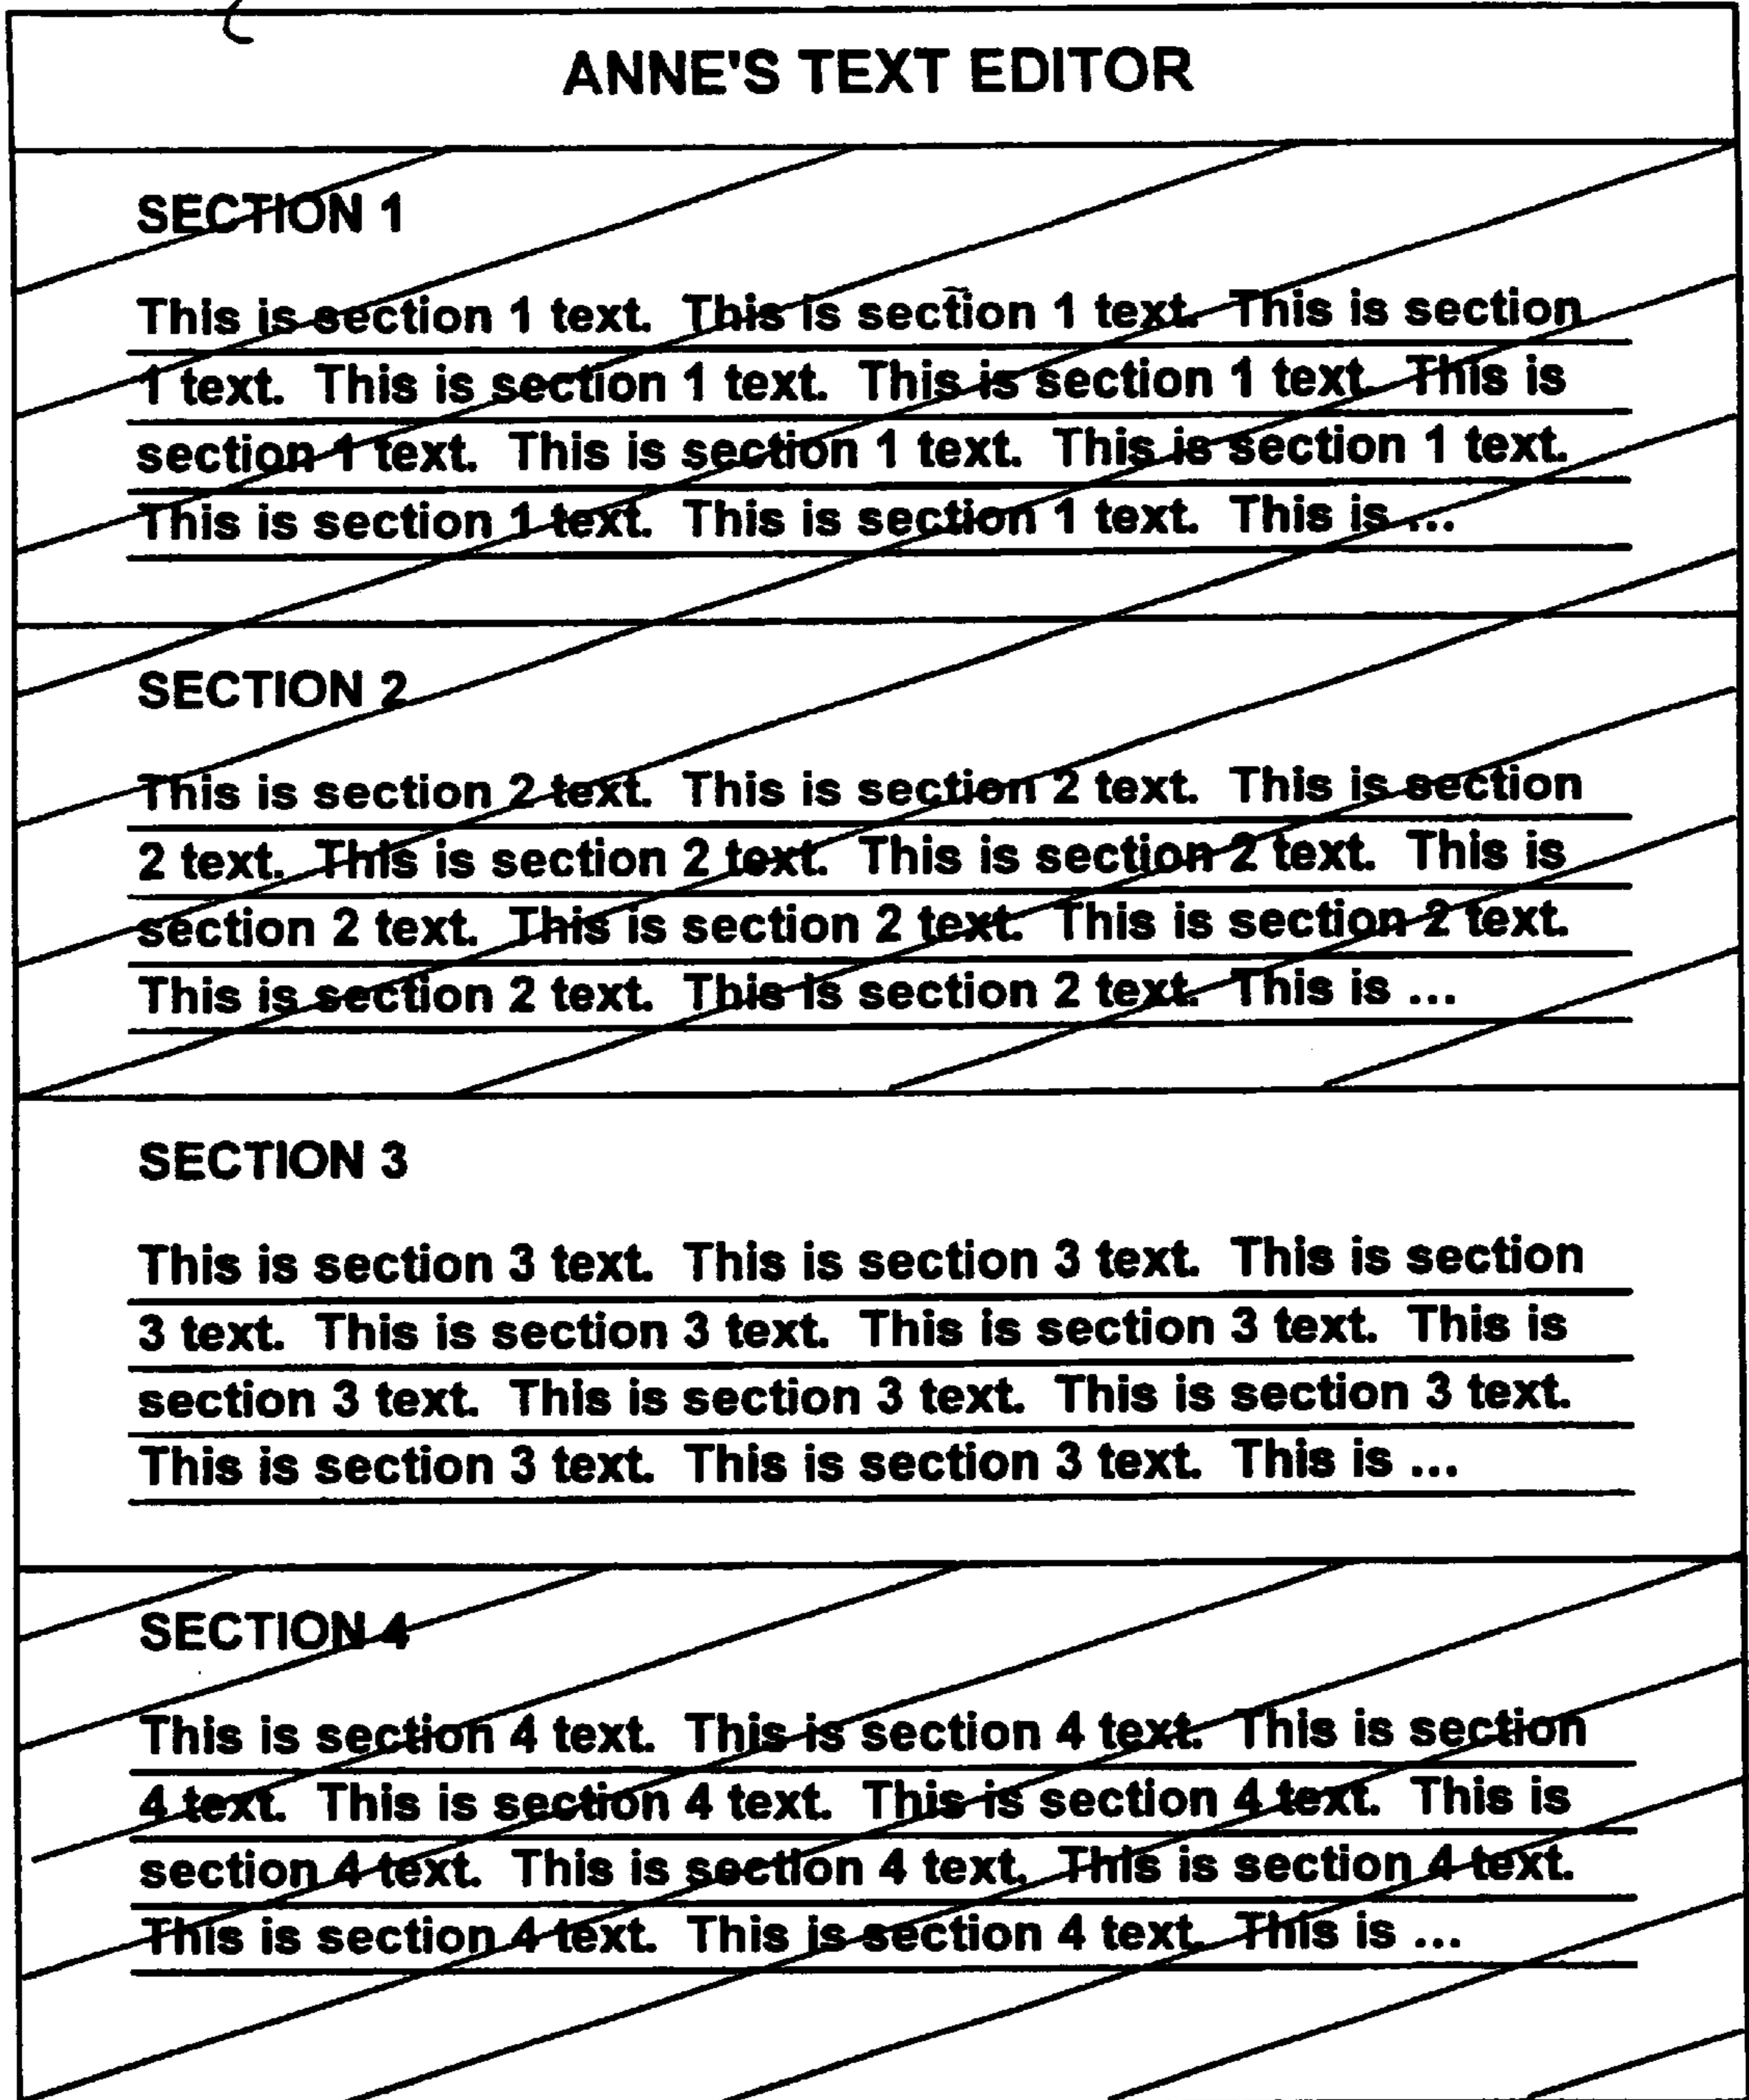 ANNE'S TEXT EDITOR
SECTION 1
This is section 1 text. This is section 1 text. This is section
1 text. This is section 1 text. This is section 1 text. This is
section 1 text. This is section 1 text. This is section 1 text.
This is section 1 text. This is section 1 text. This is ...
SECTION 2
This is section 2 text. This is section 2 text. This is section
2 text. This is section 2 text. This is section 2 text. This is
section 2 text. This is section 2 text. This is section 2 text.
This is section 2 text. This is section 2 text. This is ...
SECTION 3
This is section 3 text. This is section 3 text. This is section
3 text. This is section 3 text. This is section 3 text. This is
section 3 text. This is section 3 text. This is section 3 text.
This is section 3 text. This is section 3 text. This is ...
SECTION 4
This is section 4 text. This is section 4 text. This is section
4 text. This is section 4 text. This is section 4 text. This is
section 4 text. This is section 4 text. This is section 4 text.
This is section 4 text. This is section 4 text. This is ...